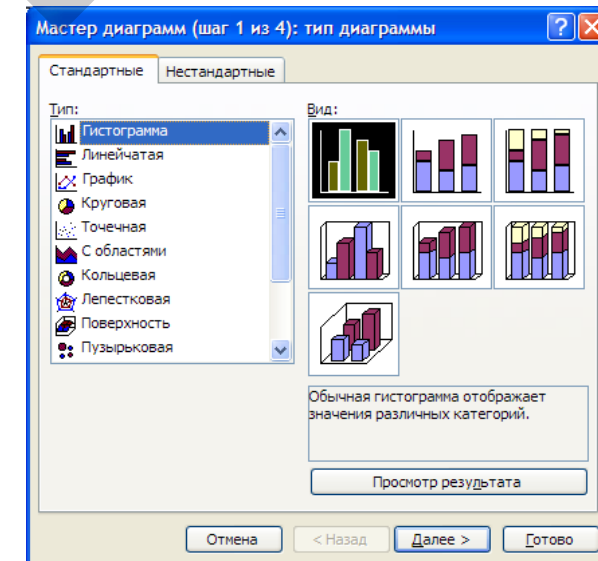 Мастер диаграмм (шаг 1 из 4): тип диаграммы
Стандартные Нестандартные
Тип:
Гистограмма
Линейчатая
График
Круговая
Точечная
С областями
Кольцевая
Лепестковая
Поверхность
Пузырьковая
Вид:
Обычная гистограмма отображает
значения различных категорий.
Просмотр результата
Отмена < Назад Далее > Готово